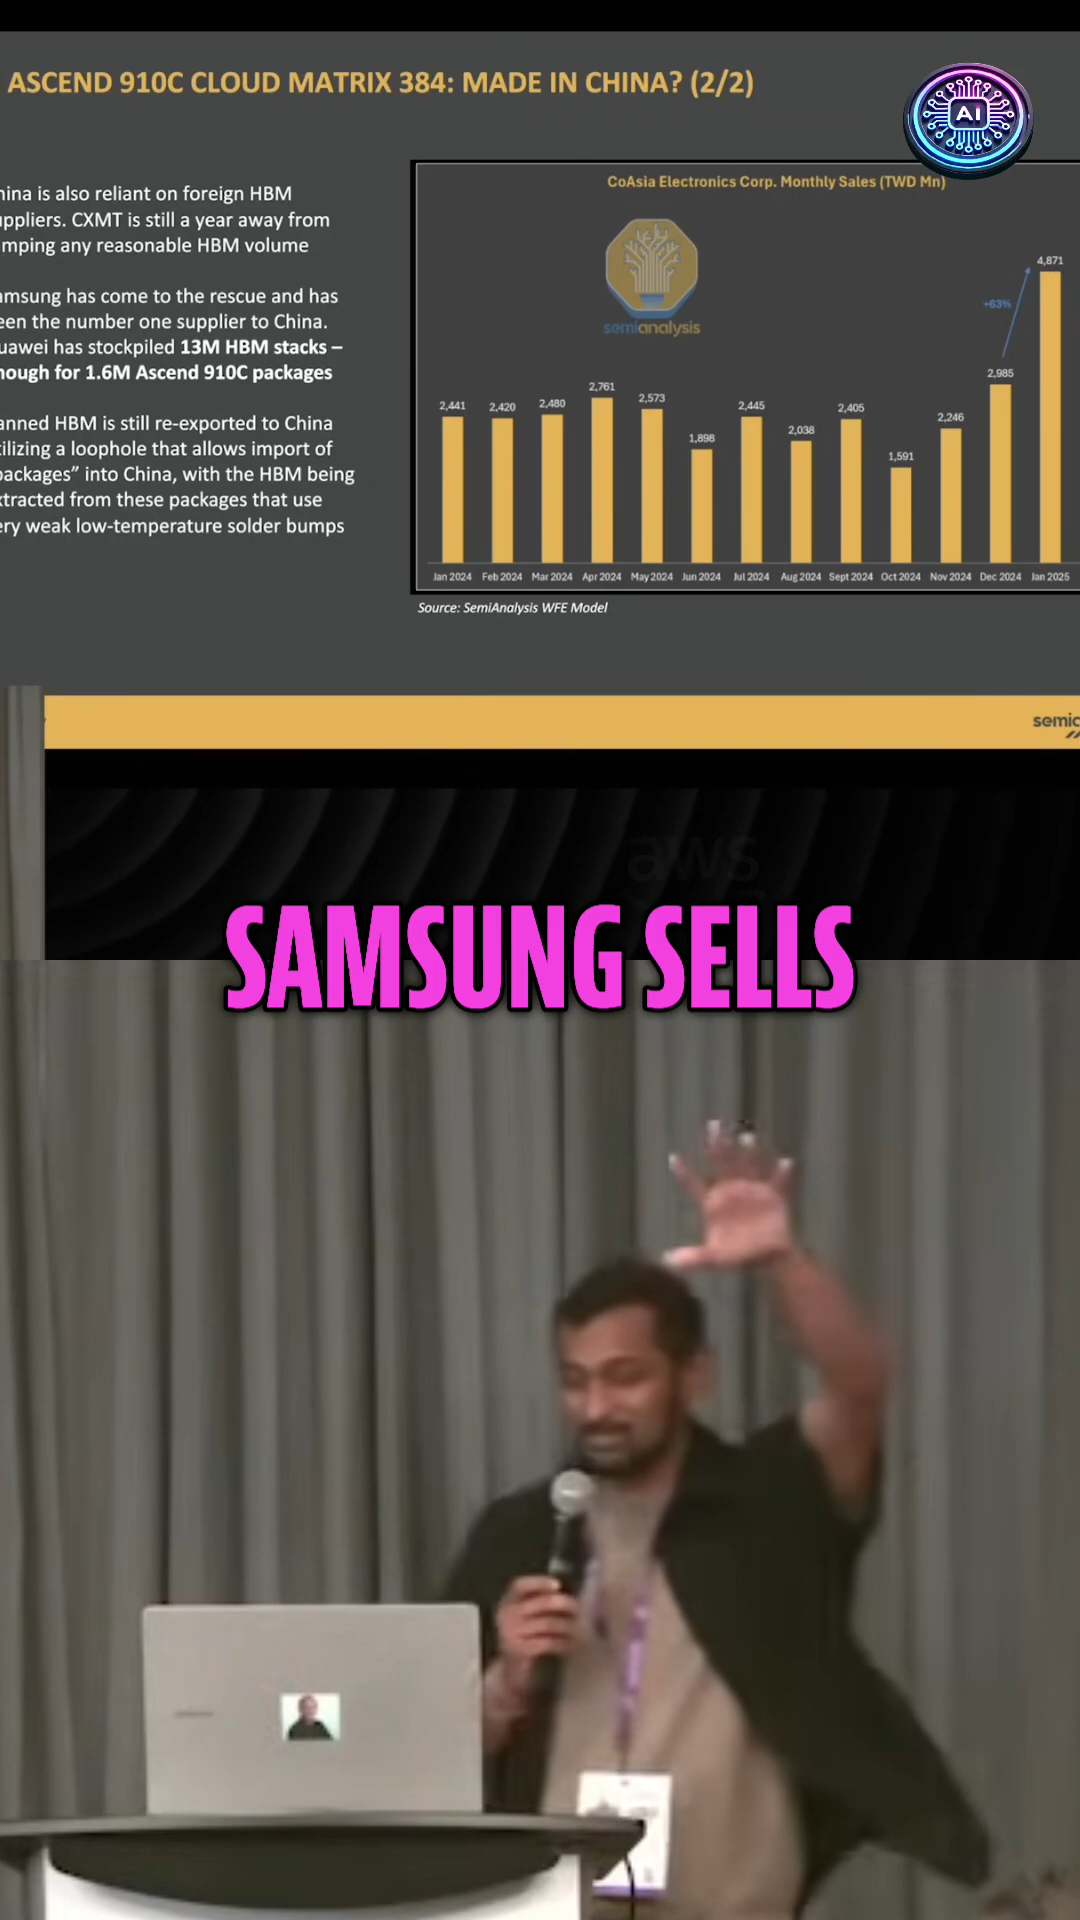 ASCEND 910C CLOUD MATRIX 384: MADE IN CHINA? (2/2)
AI
hina is also reliant on foreign HBM
uppliers. CXMT is still a year away from
mping any reasonable HBM volume
amsung has come to the rescue and has
een the number one supplier to China.
uawei has stockpiled 13M HBM stacks –
nough for 1.6M Ascend 910C packages
anned HBM is still re-exported to China
tilizing a loophole that allows import of
packages” into China, with the HBM being
xtracted from these packages that use
ery weak low-temperature solder bumps
CoAsia Electronics Corp. Monthly Sales (TWD Mn)
semianalysis
+63%
2,441 2,420 2,480 2,761 2,573 1,898 2,445 2,038 2,405 1,591 2,246 2,985 4,871
Jan 2024 Feb 2024 Mar 2024 Apr 2024 May 2024 Jun 2024 Jul 2024 Aug 2024 Sept 2024 Oct 2024 Nov 2024 Dec 2024 Jan 2025
Source: SemiAnalysis WFE Model
semic
aws
SAMSUNG SELLS